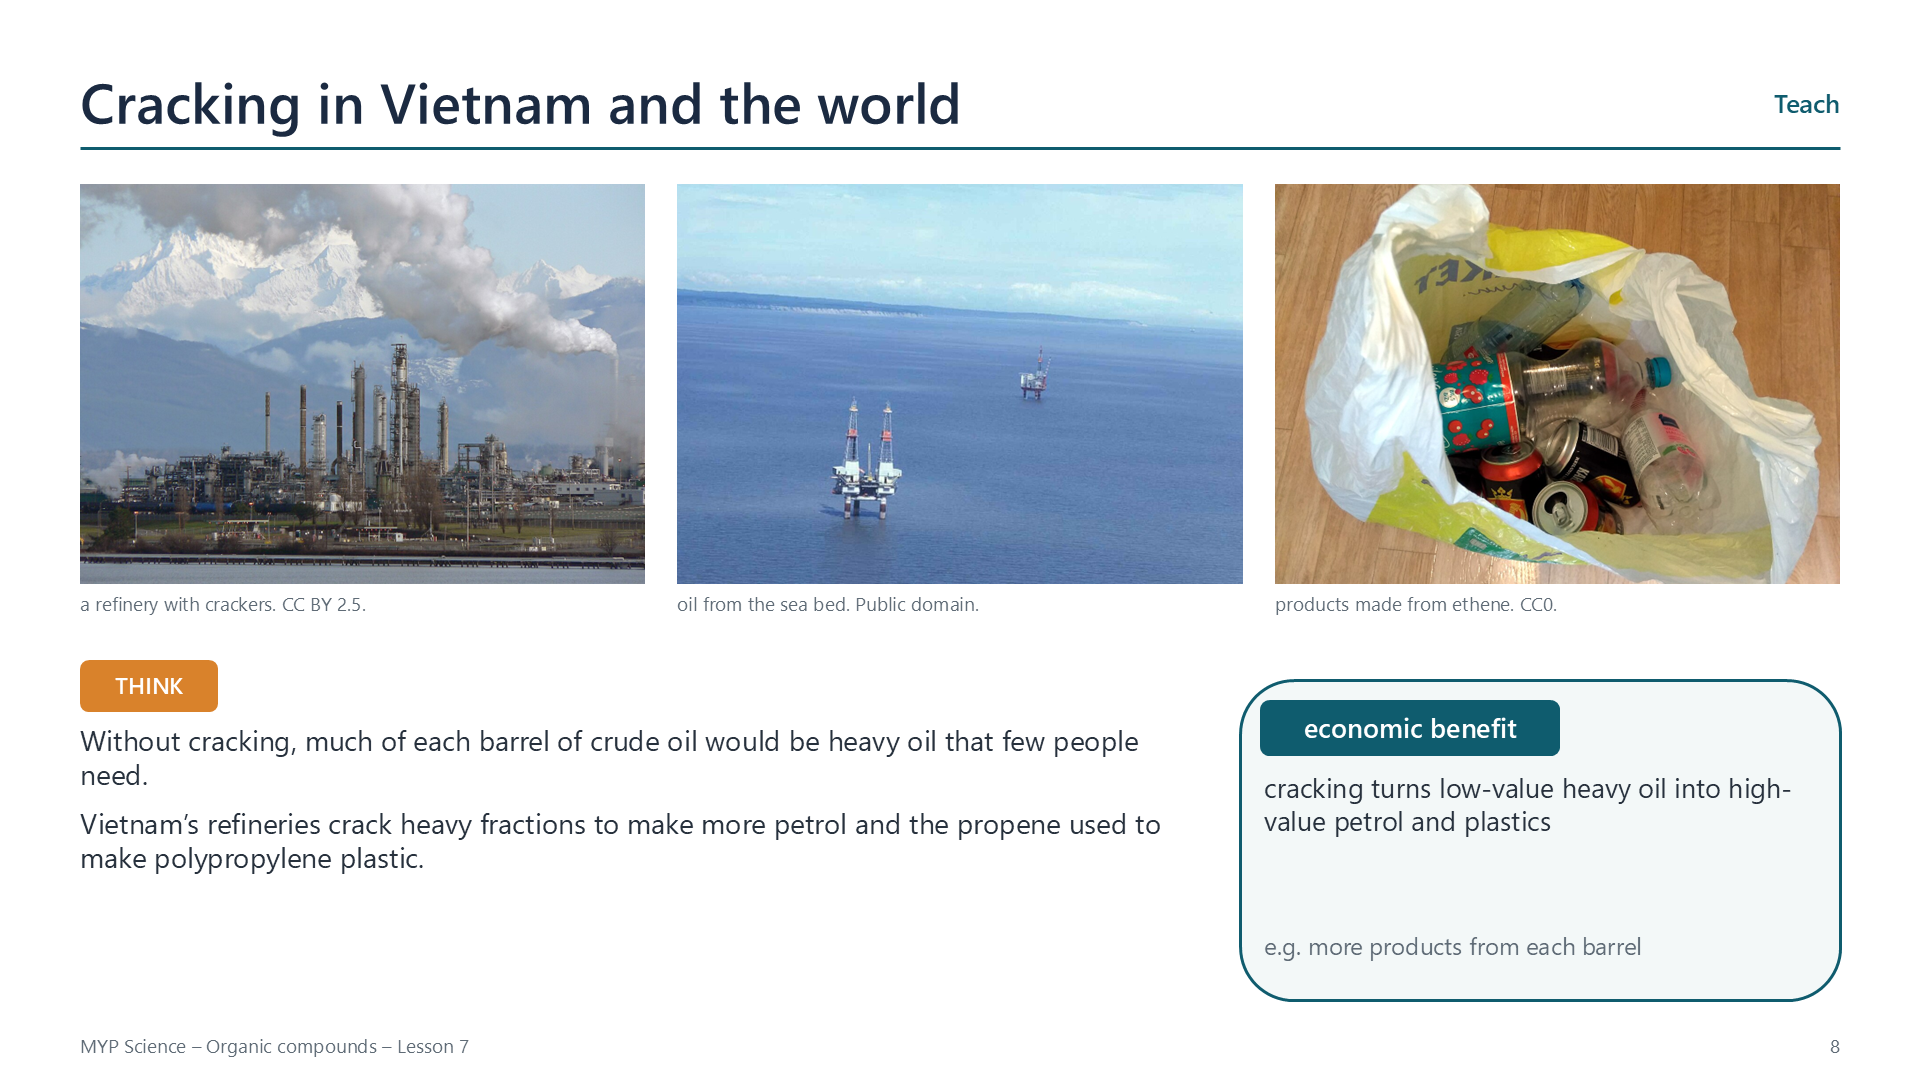 Cracking in Vietnam and the world
Teach
a refinery with crackers. CC BY 2.5.
oil from the sea bed. Public domain.
products made from ethene. CC0.
THINK
Without cracking, much of each barrel of crude oil would be heavy oil that few people
need.
Vietnam’s refineries crack heavy fractions to make more petrol and the propene used to
make polypropylene plastic.
economic benefit
cracking turns low-value heavy oil into high-
value petrol and plastics
e.g. more products from each barrel
MYP Science – Organic compounds – Lesson 7
8